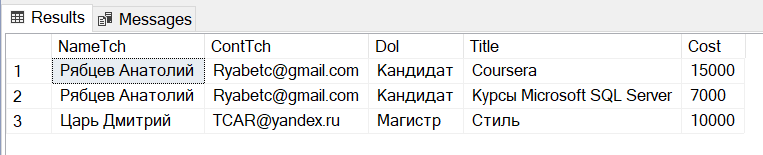 Results Messages
NameTch ContTch Dol Title Cost
1 Рябцев Анатолий Ryabetc@gmail.com Кандидат Coursera 15000
2 Рябцев Анатолий Ryabetc@gmail.com Кандидат Курсы Microsoft SQL Server 7000
3 Царь Дмитрий TCAR@yandex.ru Магистр Стиль 10000